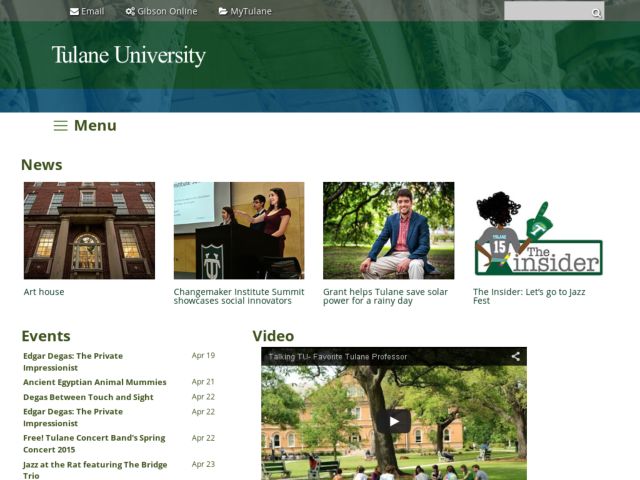 Email Gibson Online MyTulane
Tulane University
Menu
News
Art house
Changemaker Institute Summit
showcases social innovators
Grant helps Tulane save solar
power for a rainy day
TULANE
15
T
The
insider
The Insider: Let's go to Jazz
Fest
Events
Edgar Degas: The Private
Impressionist
Apr 19
Ancient Egyptian Animal Mummies Apr 21
Degas Between Touch and Sight Apr 22
Edgar Degas: The Private
Impressionist
Apr 22
Free! Tulane Concert Band's Spring
Concert 2015
Apr 22
Jazz at the Rat featuring The Bridge
Trio
Apr 23
Video
Talking TU- Favorite Tulane Professor